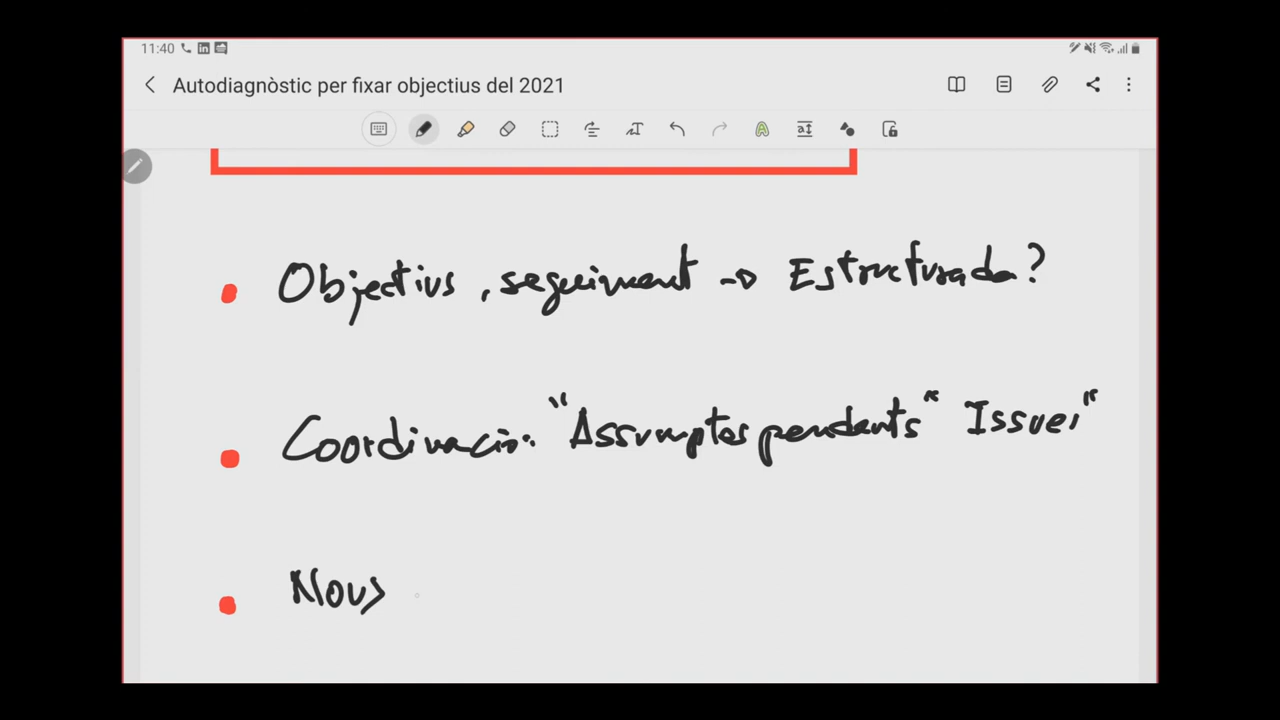 11:40
Autodiagnòstic per fixar objectius del 2021
Objectius, seguiment → Estructurada?
Coordinació: "Assumptes pendents" Issues"
Nous